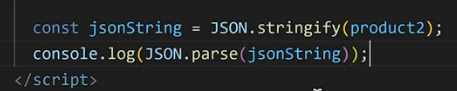 const jsonString = JSON.stringify(product2);
console.log(JSON.parse(jsonString));
</script>